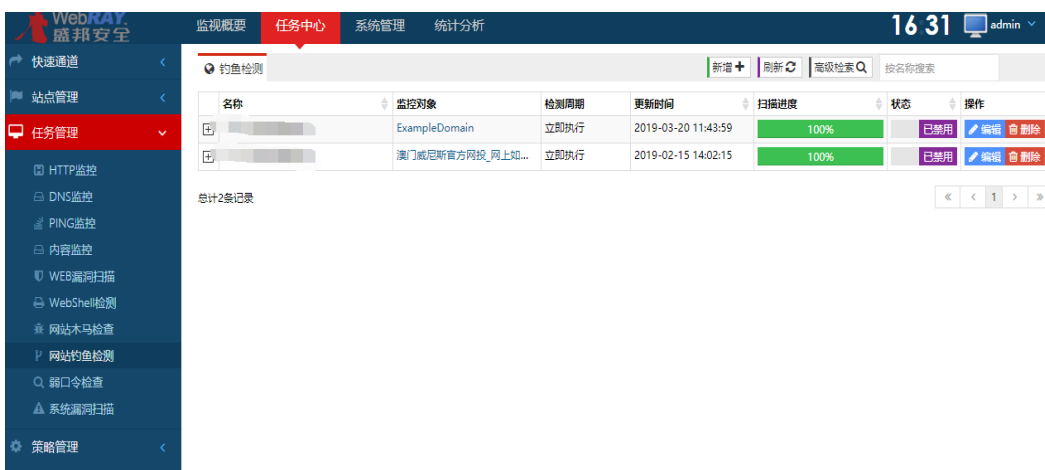 WebRAY.
盛邦安全
监视概要 任务中心 系统管理 统计分析
16:31 admin
快速通道
站点管理
任务管理
HTTP监控
DNS监控
PING监控
内容监控
WEB漏洞扫描
WebShell检测
网站木马检查
网站钓鱼检测
弱口令检查
系统漏洞扫描
策略管理
钓鱼检测
新增 刷新 高级检索 按名称搜索
名称 监控对象 检测周期 更新时间 扫描进度 状态 操作
ExampleDomain 立即执行 2019-03-20 11:43:59 100% 已禁用 编辑 删除
澳门威尼斯官方网投_网上如... 立即执行 2019-02-15 14:02:15 100% 已禁用 编辑 删除
总计2条记录
« < 1 > »